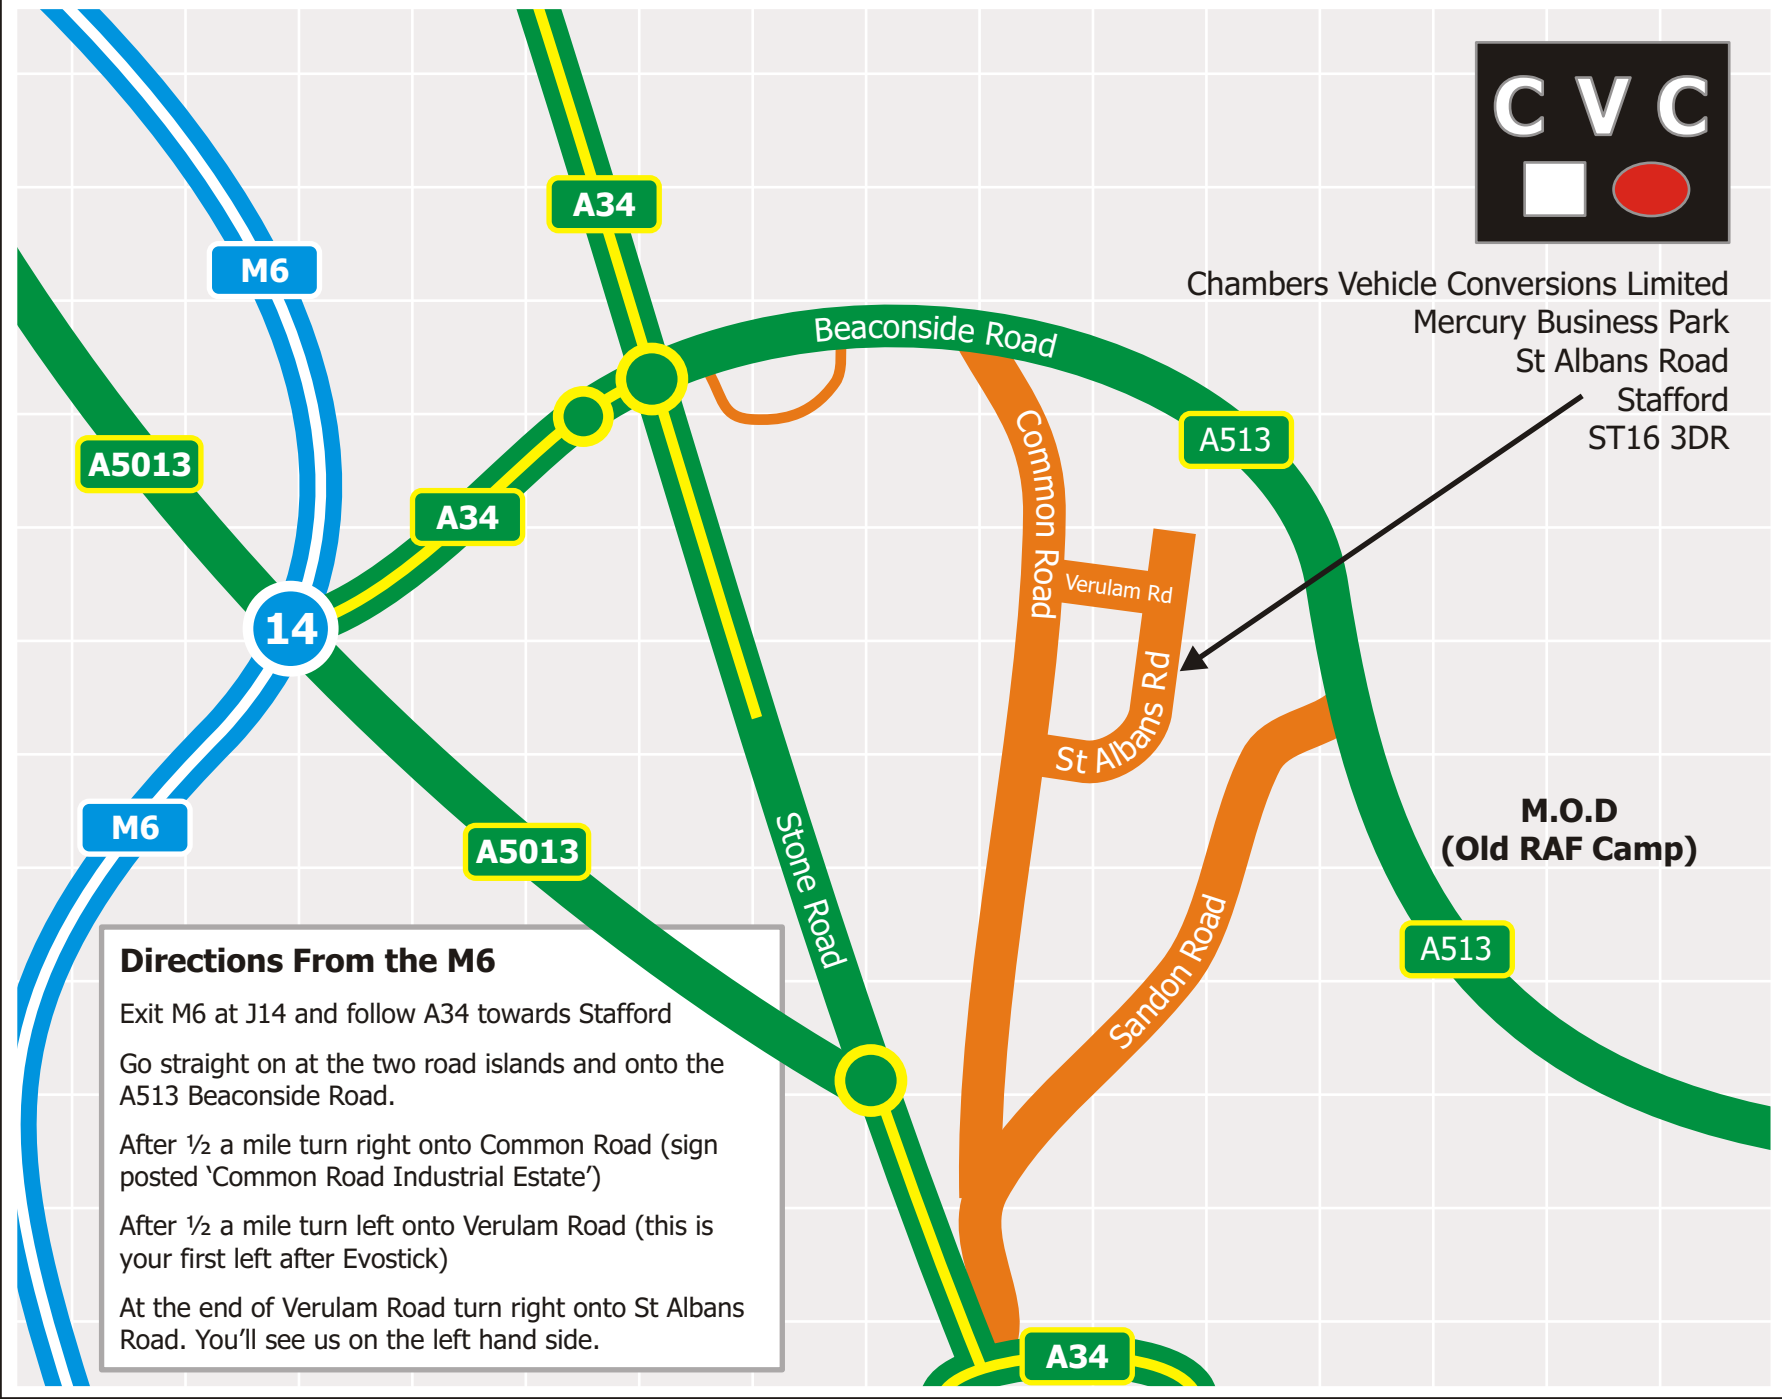 C V C
A34
M6
Chambers Vehicle Conversions Limited
Mercury Business Park
St Albans Road
Stafford
ST16 3DR
Beaconside Road
A513
A5013
A34
Common Road
Verulam Rd
14
St Albans Rd
M6
A5013
Stone Road
M.O.D
(Old RAF Camp)
Sandon Road
A513
Directions From the M6
Exit M6 at J14 and follow A34 towards Stafford
Go straight on at the two road islands and onto the
A513 Beaconside Road.
After ½ a mile turn right onto Common Road (sign
posted ‘Common Road Industrial Estate’)
After ½ a mile turn left onto Verulam Road (this is
your first left after Evostick)
At the end of Verulam Road turn right onto St Albans
Road. You’ll see us on the left hand side.
A34